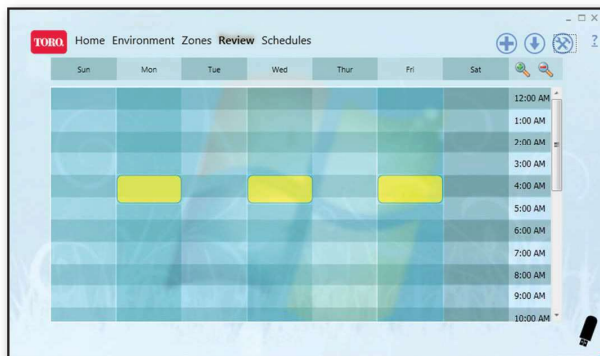 TORO Home Environment Zones Review Schedules
?
Sun Mon Tue Wed Thur Fri Sat
12:00 AM
1:00 AM
2:00 AM
3:00 AM
4:00 AM
5:00 AM
6:00 AM
7:00 AM
8:00 AM
9:00 AM
10:00 AM